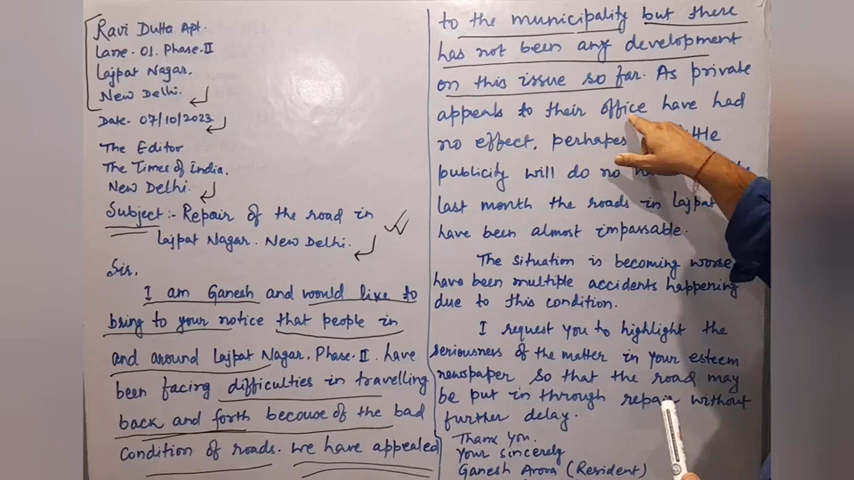 Ravi Dutta Apt.
Lane - 01. Phase - II
Lajpat Nagar.
New Delhi.
Date. 07/10/2023.
The Editor
The Times of India.
New Delhi.
Subject :- Repair of the road in
Lajpat Nagar. New Delhi.
Sir.
I am Ganesh and would like to
bring to your notice that people in
and around Lajpat Nagar. Phase-II. have
been facing difficulties in travelling
back and forth because of the bad
condition of roads. we have appealed
to the municipality but there
has not been any development
on this issue so far. As private
appeals to their office have had
no effect. perhapes
publicity will do no
last month the roads in Lajpat
have been almost impassable.
The situation is becoming
have been multiple accidents happening
due to this condition.
I request you to highlight the
seriousness of the matter in your esteem
newspaper so that the road may
be put in through repair without
further delay.
Thank you.
Your sincerely
Ganesh Arora (Resident)